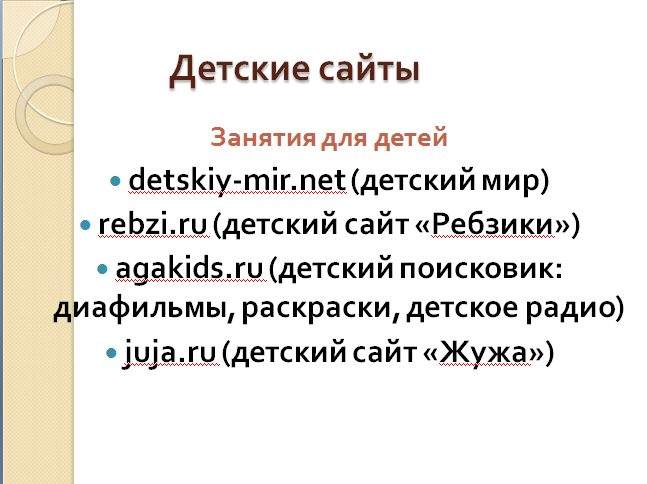 Детские сайты
Занятия для детей
• detskiy-mir.net (детский мир)
• rebzi.ru (детский сайт «Ребзики»)
• agakids.ru (детский поисковик:
диафильмы, раскраски, детское радио)
• juja.ru (детский сайт «Жужа»)